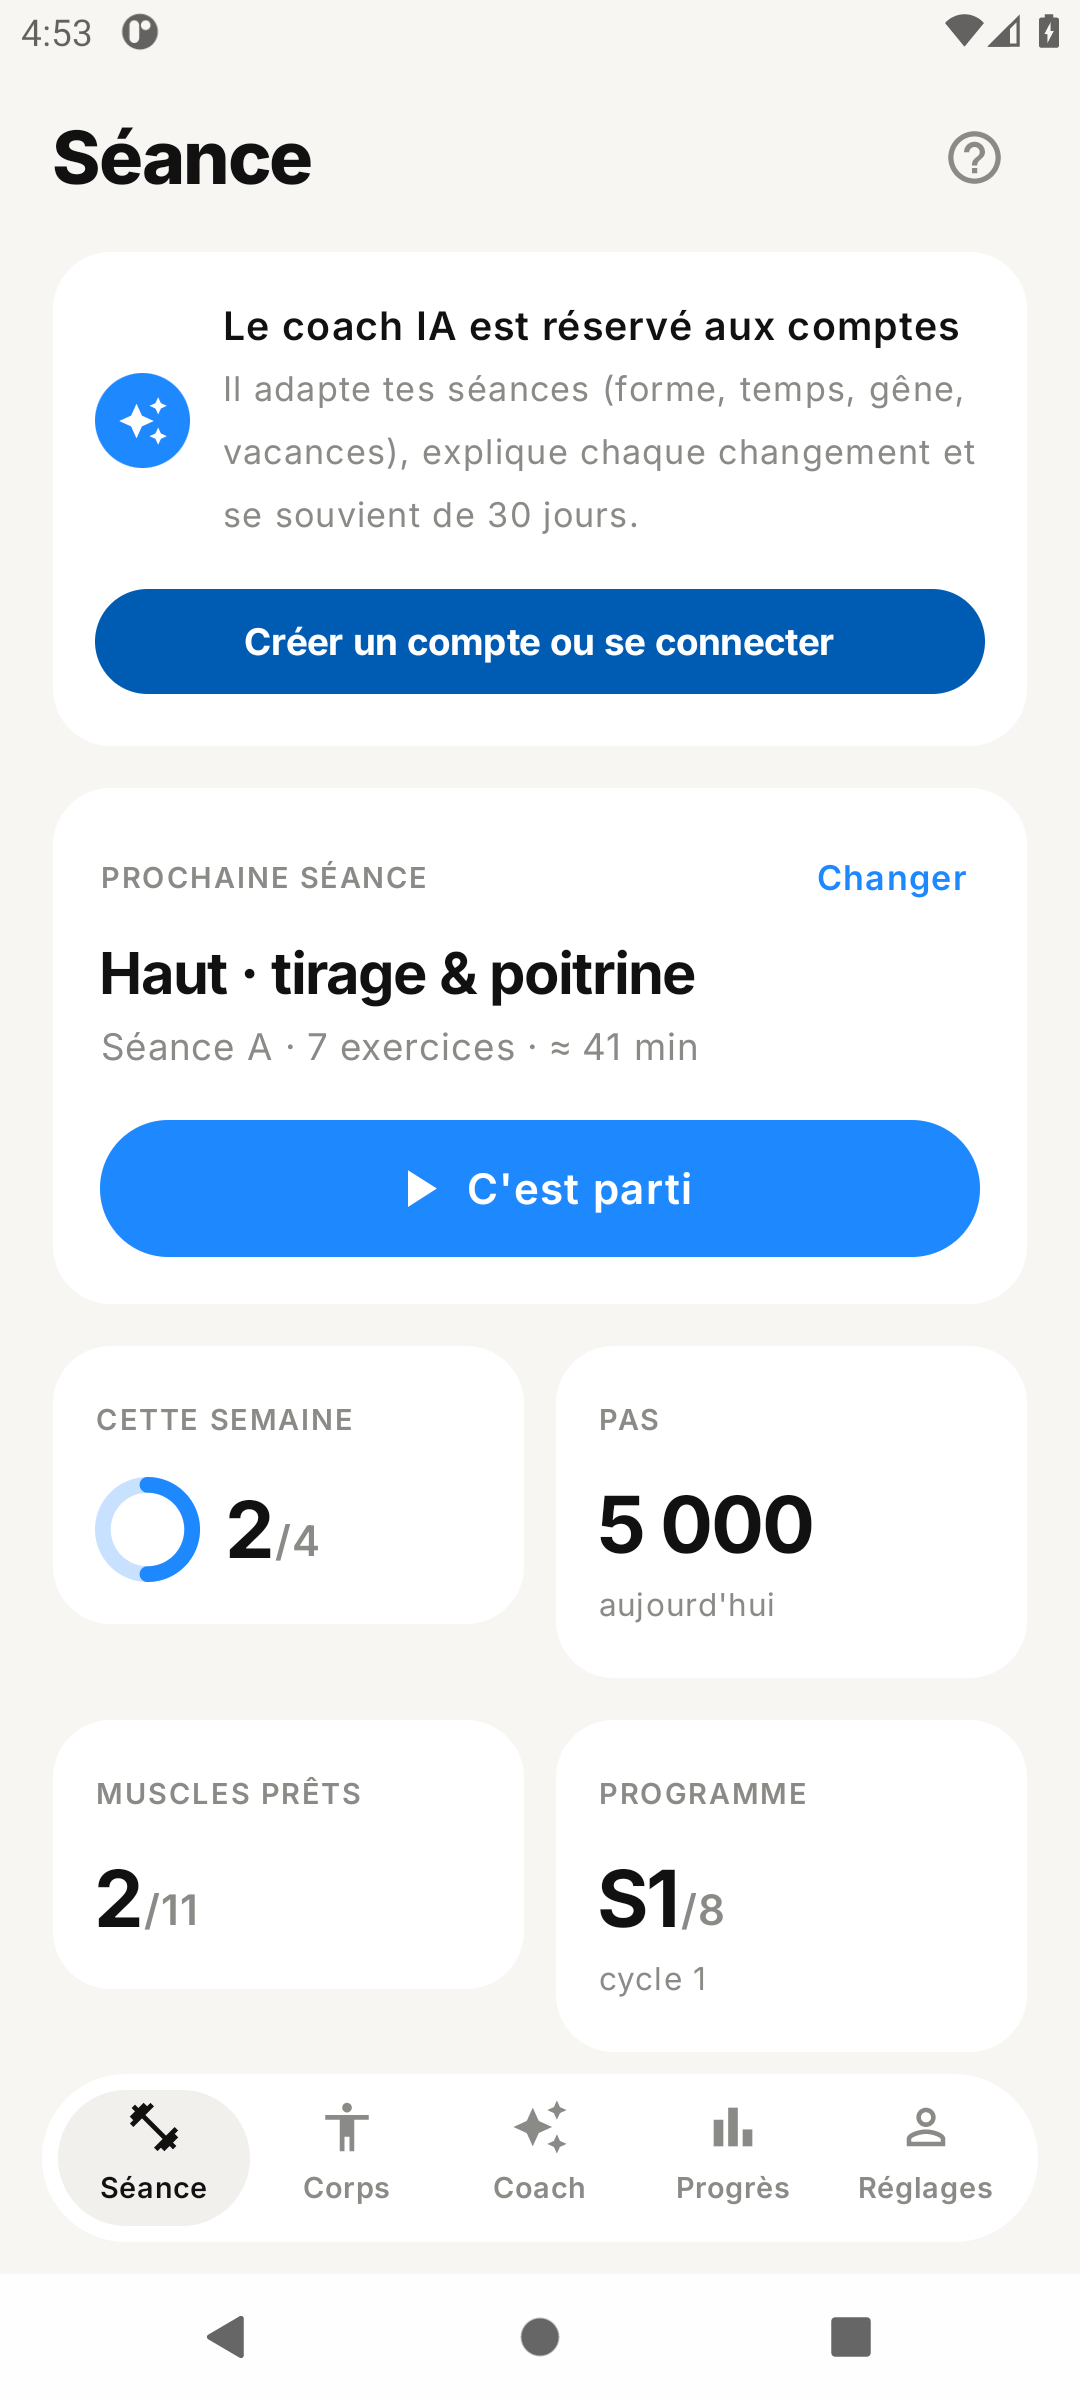 4:53
Séance
Le coach IA est réservé aux comptes
Il adapte tes séances (forme, temps, gêne,
vacances), explique chaque changement et
se souvient de 30 jours.
Créer un compte ou se connecter
PROCHAINE SÉANCE
Changer
Haut · tirage & poitrine
Séance A · 7 exercices · ≈ 41 min
C'est parti
CETTE SEMAINE
2/4
PAS
5 000
aujourd'hui
MUSCLES PRÊTS
2/11
PROGRAMME
S1/8
cycle 1
Séance
Corps
Coach
Progrès
Réglages